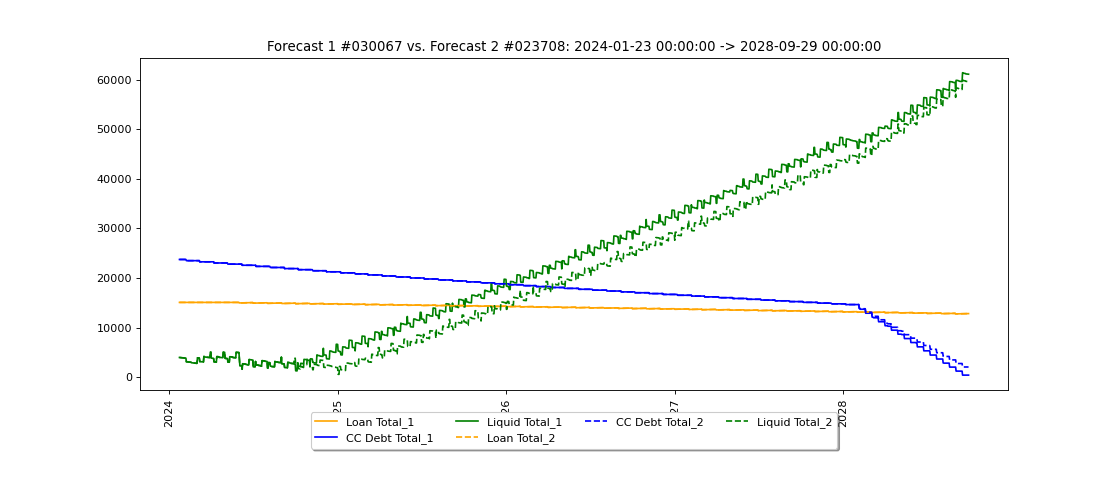 Forecast 1 #030067 vs. Forecast 2 #023708: 2024-01-23 00:00:00 -> 2028-09-29 00:00:00
60000
50000
40000
30000
20000
10000
0
2024
25
26
27
2028
Loan Total_1
Liquid Total_1
CC Debt Total_2
Liquid Total_2
CC Debt Total_1
Loan Total_2